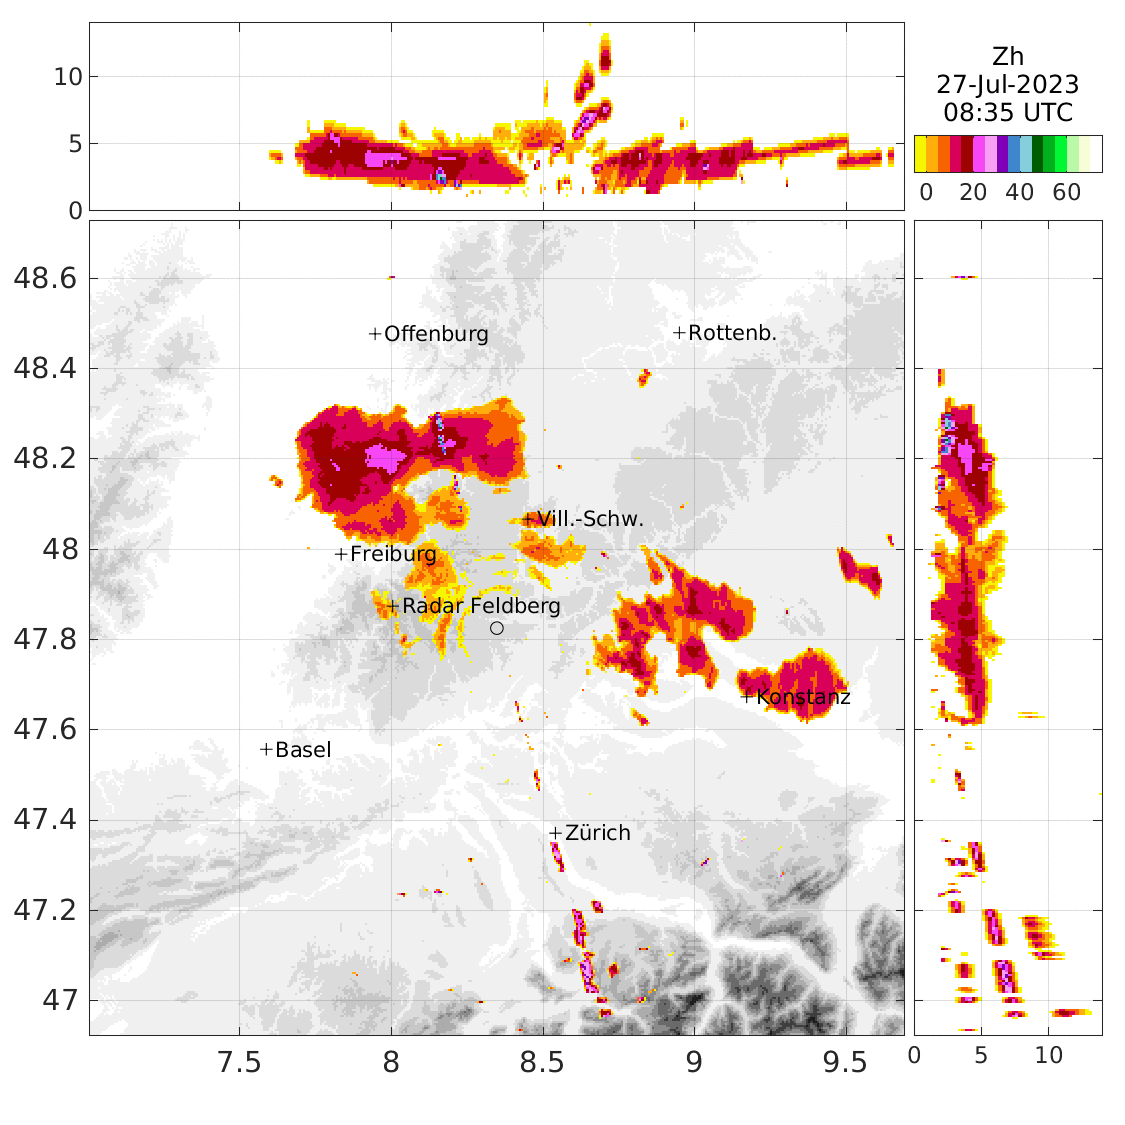 10
5
0
Zh
27-Jul-2023
08:35 UTC
0 20 40 60
48.6
48.4
48.2
48
47.8
47.6
47.4
47.2
47
+Offenburg
+Rottenb.
+Vill.-Schw.
+Freiburg
+Radar Feldberg
+Konstanz
+Basel
+Zürich
7.5 8 8.5 9 9.5
0 5 10